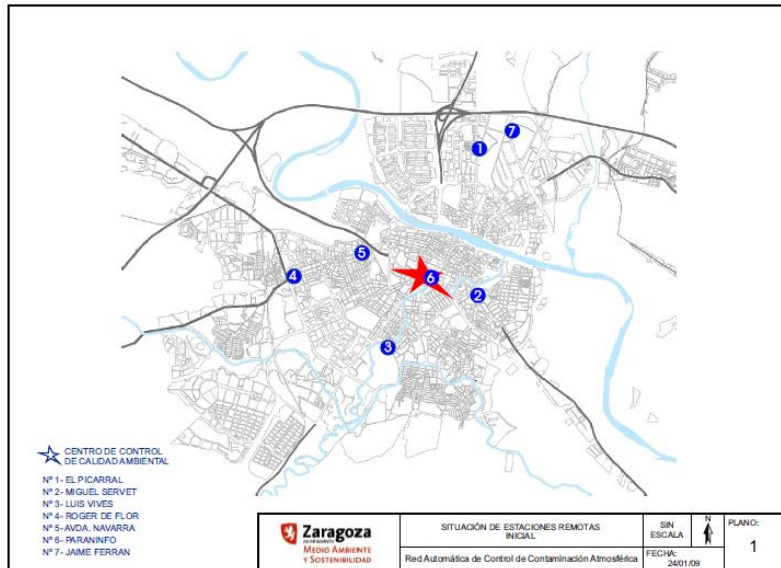 7
1
5
6
4
2
3
CENTRO DE CONTROL
DE CALIDAD AMBIENTAL
Nº 1- EL PICARRAL
Nº 2- MIGUEL SERVET
Nº 3- LUIS VIVES
Nº 4- ROGER DE FLOR
Nº 5- AVDA. NAVARRA
Nº 6- PARANINFO
Nº 7- JAIME FERRAN
Zaragoza
AYUNTAMIENTO
MEDIO AMBIENTE
Y SOSTENIBILIDAD
SITUACIÓN DE ESTACIONES REMOTAS
INICIAL
Red Automática de Control de Contaminación Atmosférica
SIN
ESCALA
N
FECHA:
24/01/09
PLANO:
1